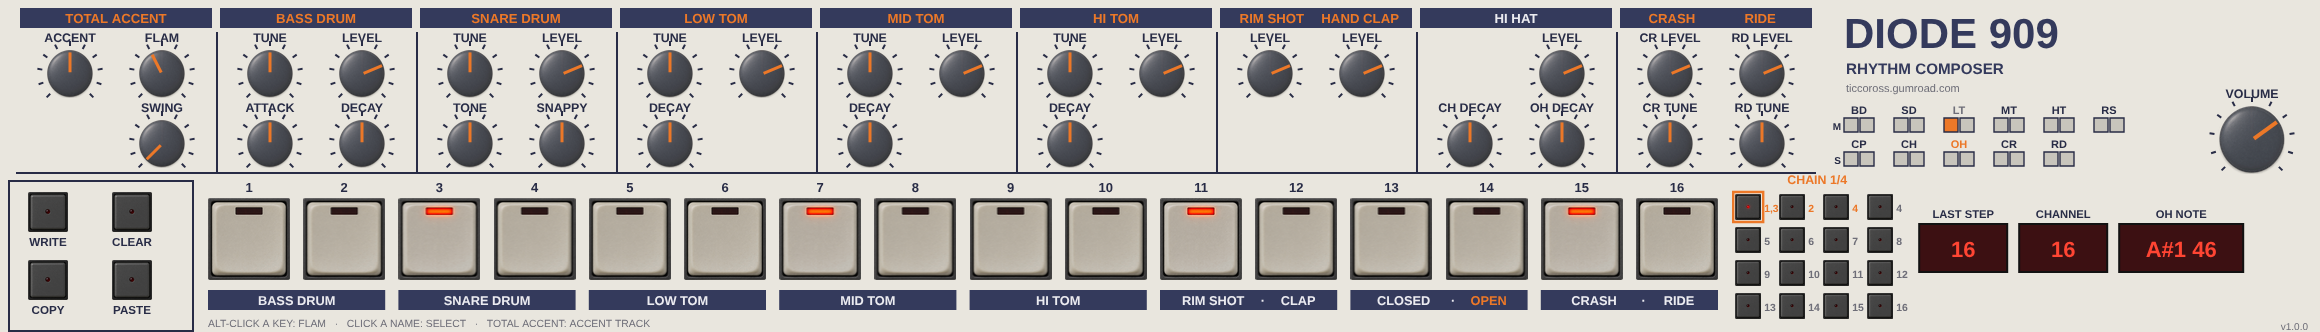 TOTAL ACCENT BASS DRUM SNARE DRUM LOW TOM MID TOM HI TOM RIM SHOT HAND CLAP HI HAT CRASH RIDE
DIODE 909
ACCENT FLAM TUNE LEVEL TUNE LEVEL TUNE LEVEL TUNE LEVEL TUNE LEVEL LEVEL LEVEL LEVEL CR LEVEL RD LEVEL
RHYTHM COMPOSER
ticcoross.gumroad.com
VOLUME
SWING ATTACK DECAY TONE SNAPPY DECAY DECAY DECAY CH DECAY OH DECAY CR TUNE RD TUNE
BD SD LT MT HT RS
M
CP CH OH CR RD
S
CHAIN 1/4
1 2 3 4 5 6 7 8 9 10 11 12 13 14 15 16
1,3 2 4 4
LAST STEP CHANNEL OH NOTE
WRITE CLEAR
5 6 7 8
16 16 A#1 46
9 10 11 12
BASS DRUM SNARE DRUM LOW TOM MID TOM HI TOM RIM SHOT · CLAP CLOSED · OPEN CRASH · RIDE
COPY PASTE
13 14 15 16
ALT-CLICK A KEY: FLAM · CLICK A NAME: SELECT · TOTAL ACCENT: ACCENT TRACK
v1.0.0